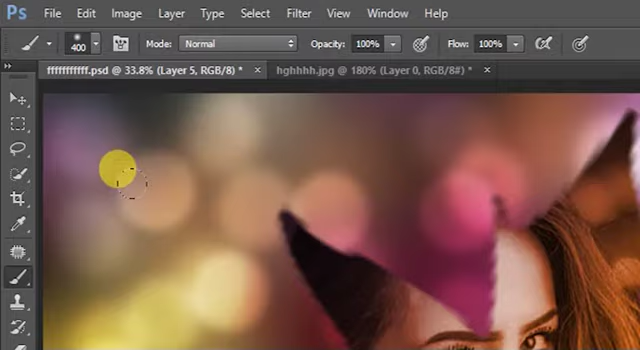 Ps File Edit Image Layer Type Select Filter View Window Help
400 Mode: Normal Opacity: 100% Flow: 100%
fffffffffff.psd @ 33.8% (Layer 5, RGB/8) * × hghhhh.jpg @ 180% (Layer 0, RGB/8#) * ×